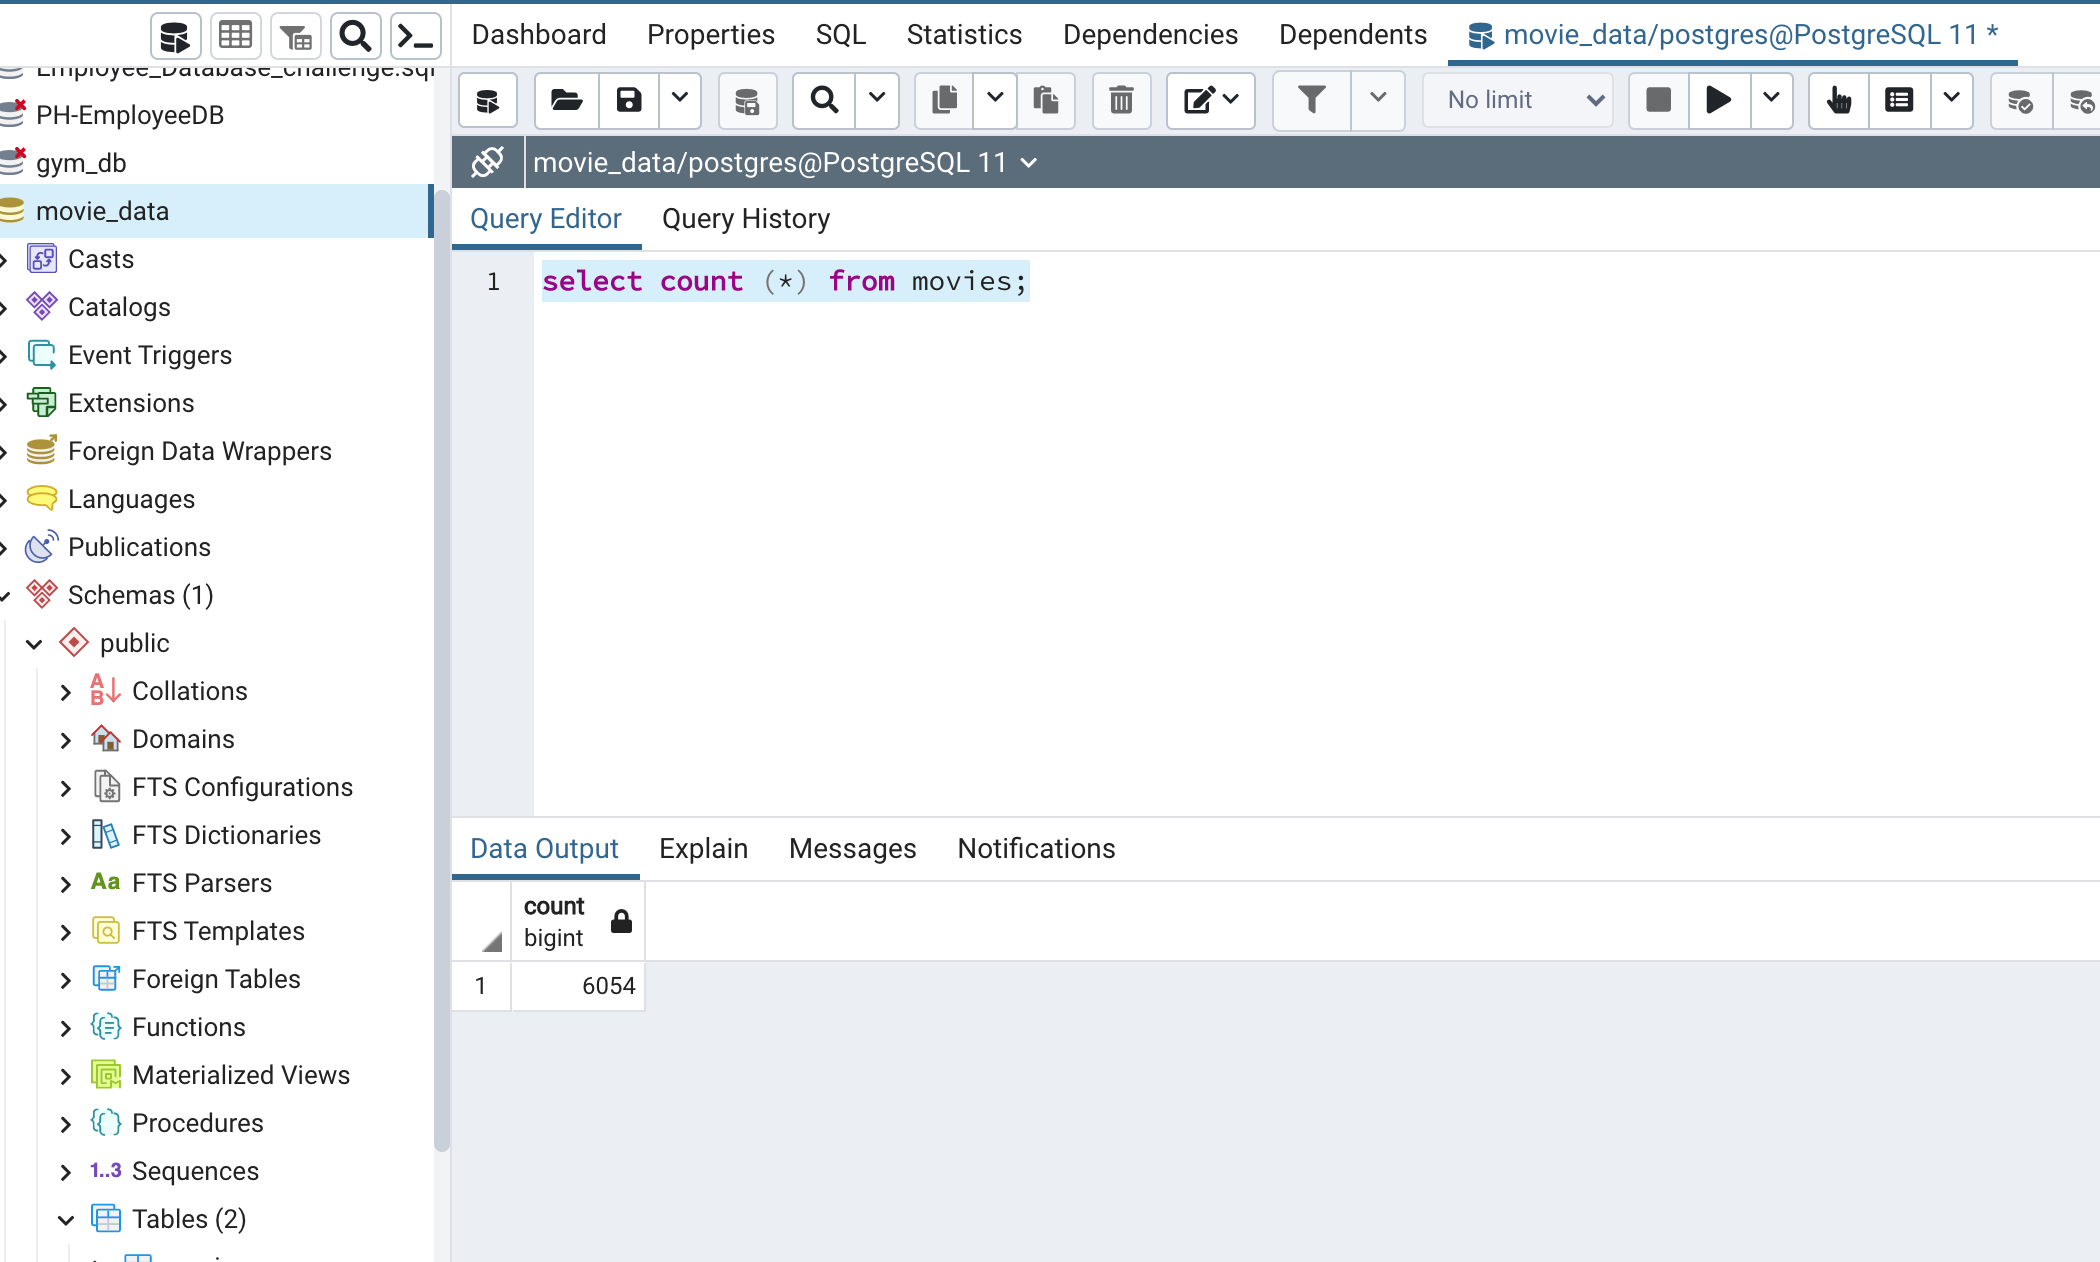 Dashboard Properties SQL Statistics Dependencies Dependents movie_data/postgres@PostgreSQL 11 *
Employee_Database_challenge.sql
PH-EmployeeDB
gym_db
movie_data
Casts
Catalogs
Event Triggers
Extensions
Foreign Data Wrappers
Languages
Publications
Schemas (1)
public
Collations
Domains
FTS Configurations
FTS Dictionaries
Aa FTS Parsers
FTS Templates
Foreign Tables
Functions
Materialized Views
Procedures
1..3 Sequences
Tables (2)
No limit
movie_data/postgres@PostgreSQL 11
Query Editor Query History
1 select count (*) from movies;
Data Output Explain Messages Notifications
count
bigint
1 6054